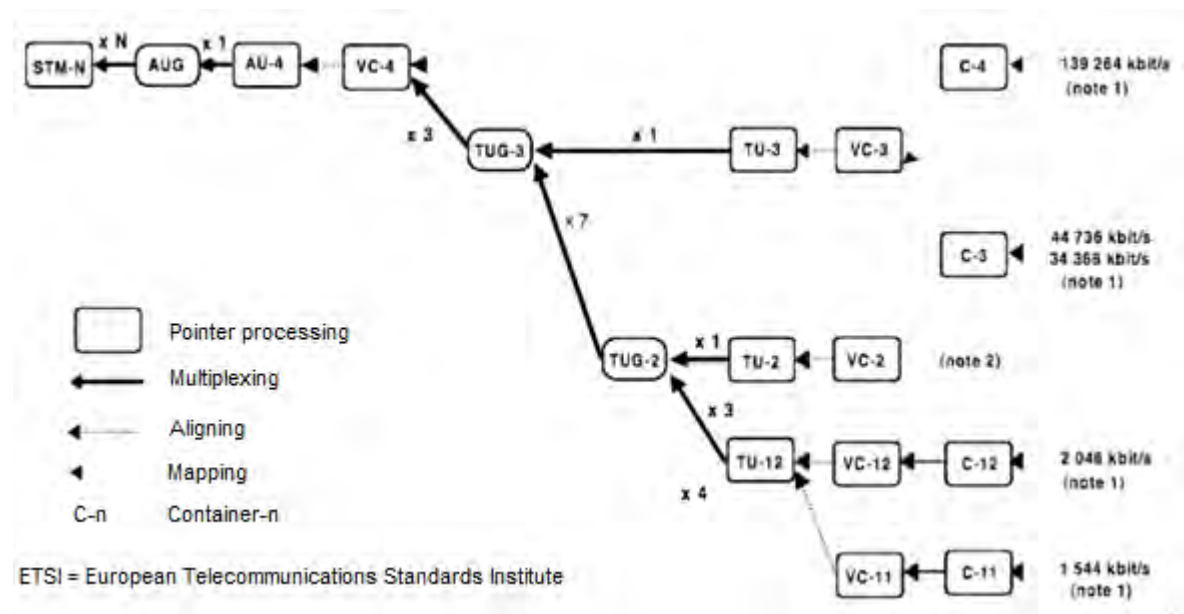 x N
x 1
STM-N
AUG
AU-4
VC-4
C-4
139 264 kbit/s
(note 1)
x 3
x 1
TUG-3
TU-3
VC-3
x 7
44 736 kbit/s
34 366 kbit/s
(note 1)
C-3
Pointer processing
x 1
TUG-2
TU-2
VC-2
(note 2)
Multiplexing
x 3
Aligning
TU-12
VC-12
C-12
2 046 kbit/s
(note 1)
Mapping
x 4
C-n Container-n
ETSI = European Telecommunications Standards Institute
VC-11
C-11
1 544 kbit/s
(note 1)